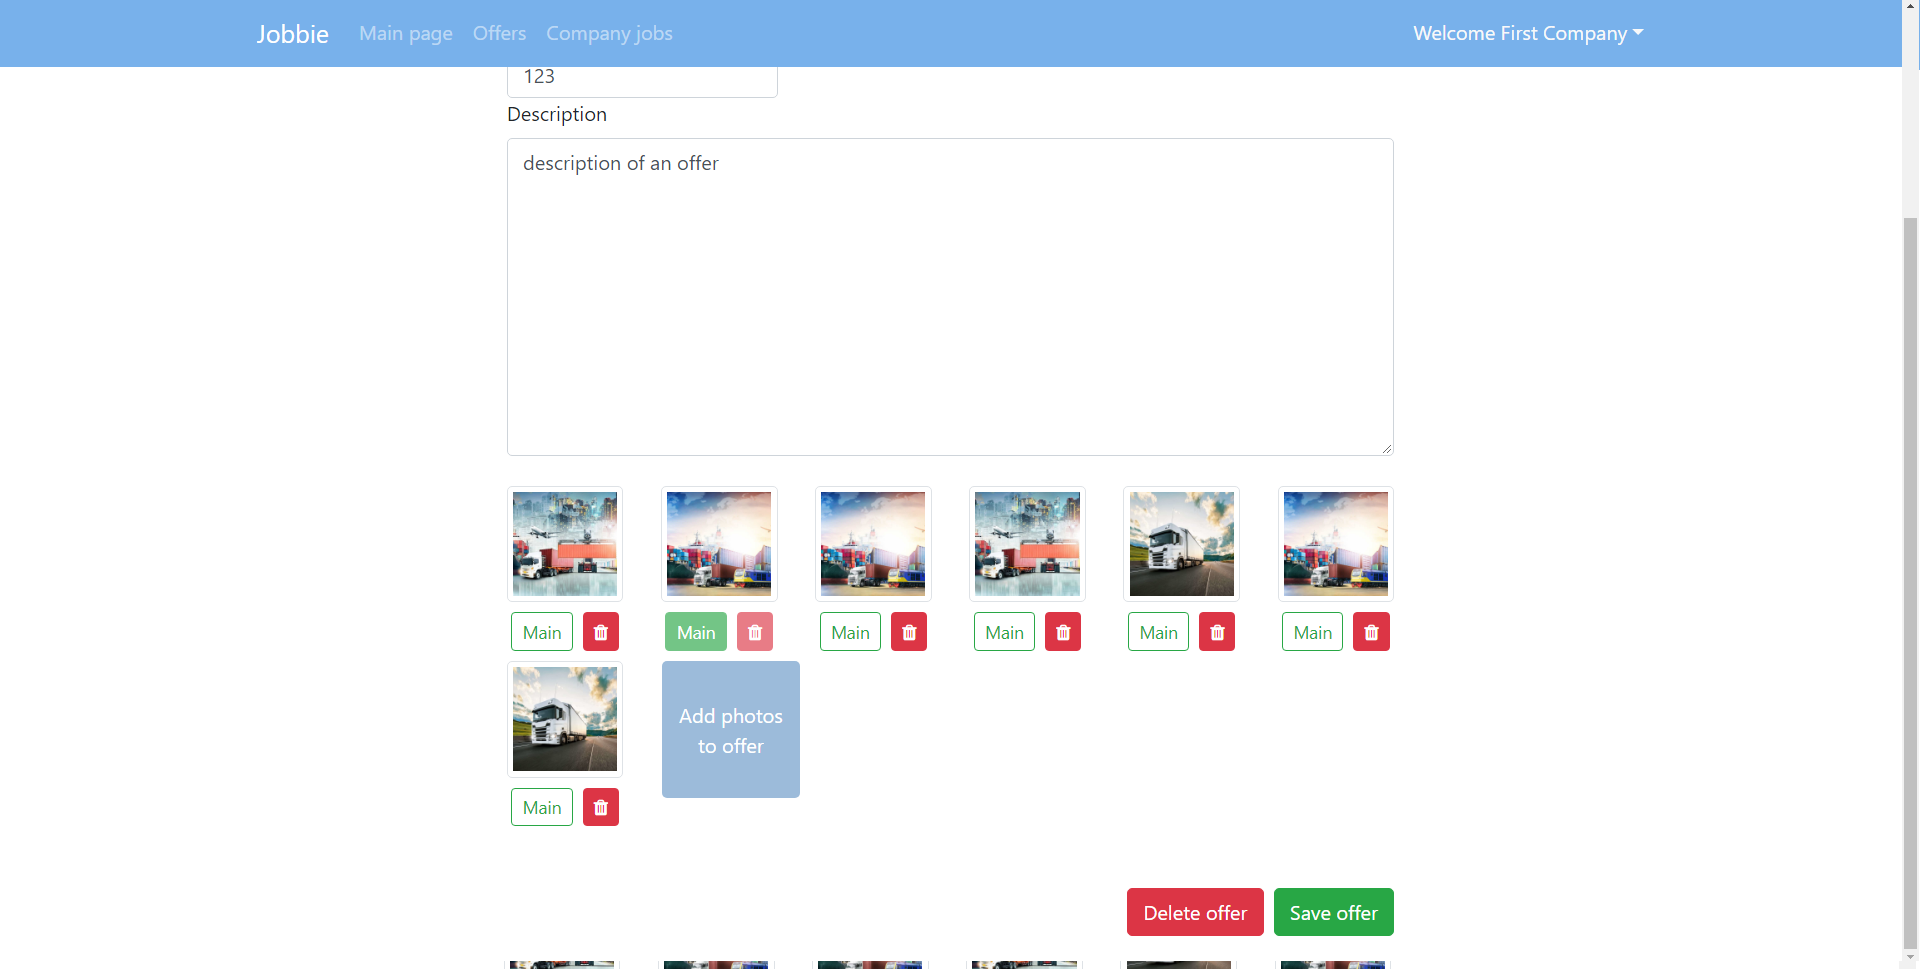 Jobbie Main page Offers Company jobs Welcome First Company
123
Description
description of an offer
Main Main Main Main Main Main
Add photos
to offer
Main
Delete offer Save offer